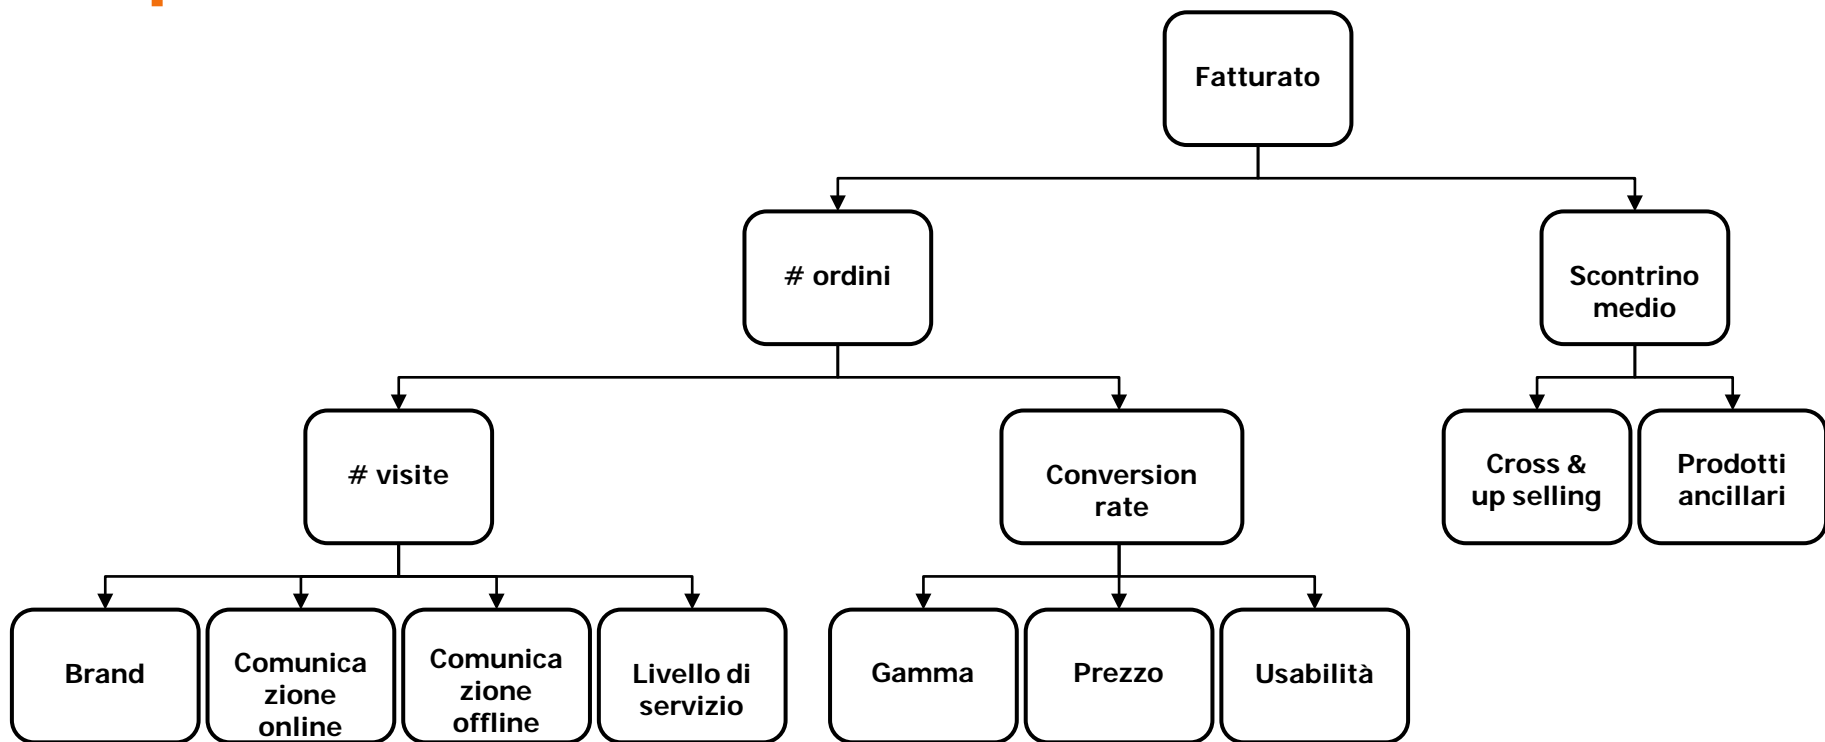 Fatturato
# ordini
Scontrino
medio
# visite
Conversion
rate
Cross &
up selling
Prodotti
ancillari
Brand
Comunica
zione
online
Comunica
zione
offline
Livello di
servizio
Gamma
Prezzo
Usabilità